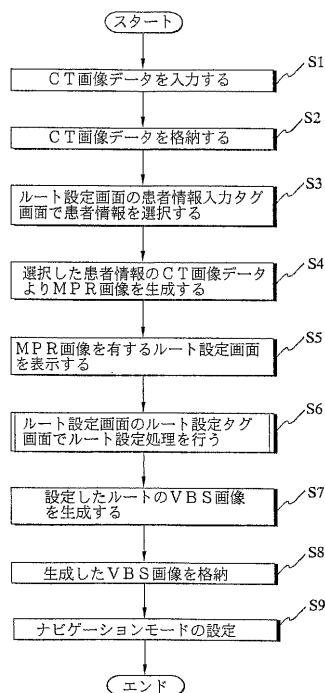 スタート
S1
ＣＴ画像データを入力する
S2
ＣＴ画像データを格納する
S3
ルート設定画面の患者情報入力タグ
画面で患者情報を選択する
S4
選択した患者情報のＣＴ画像データ
よりＭＰＲ画像を生成する
S5
ＭＰＲ画像を有するルート設定画面
を表示する
S6
ルート設定画面のルート設定タグ
画面でルート設定処理を行う
S7
設定したルートのＶＢＳ画像
を生成する
S8
生成したＶＢＳ画像を格納
S9
ナビゲーションモードの設定
エンド